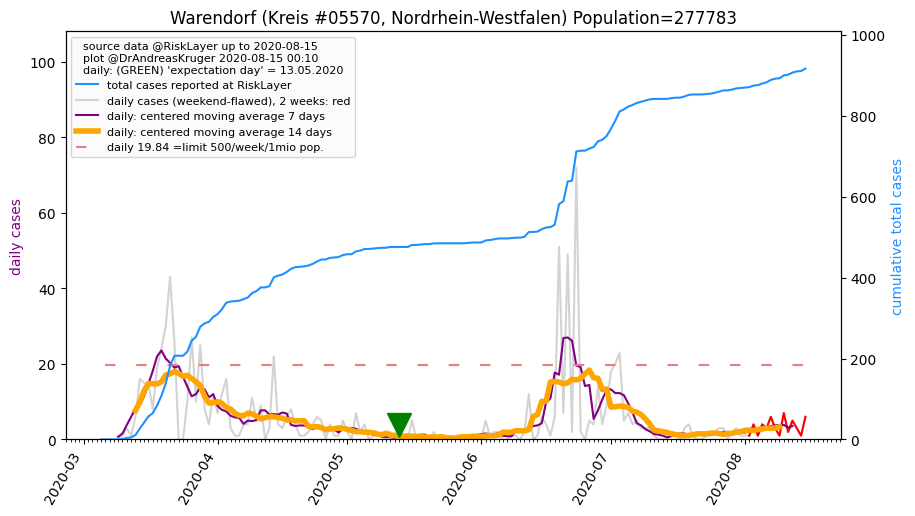 Warendorf (Kreis #05570, Nordrhein-Westfalen) Population=277783
source data @RiskLayer up to 2020-08-15
plot @DrAndreasKruger 2020-08-15 00:10
daily: (GREEN) 'expectation day' = 13.05.2020
total cases reported at RiskLayer
daily cases (weekend-flawed), 2 weeks: red
daily: centered moving average 7 days
daily: centered moving average 14 days
daily 19.84 =limit 500/week/1mio pop.
daily cases
100
80
60
40
20
0
cumulative total cases
1000
800
600
400
200
0
2020-03
2020-04
2020-05
2020-06
2020-07
2020-08